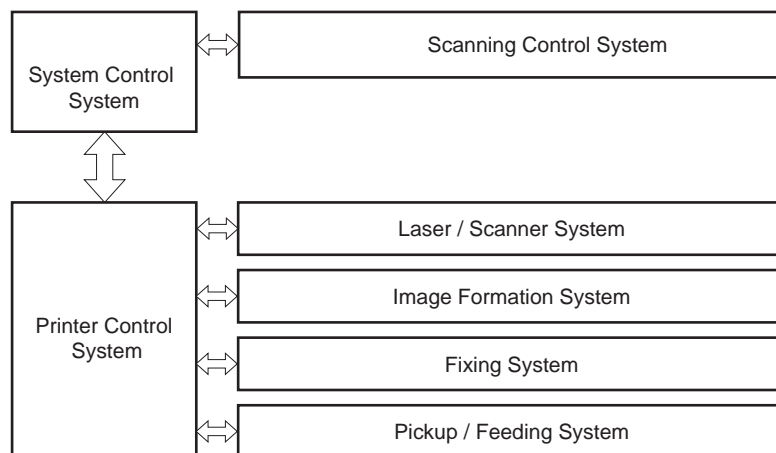 System Control
System
Scanning Control System
Printer Control
System
Laser / Scanner System
Image Formation System
Fixing System
Pickup / Feeding System